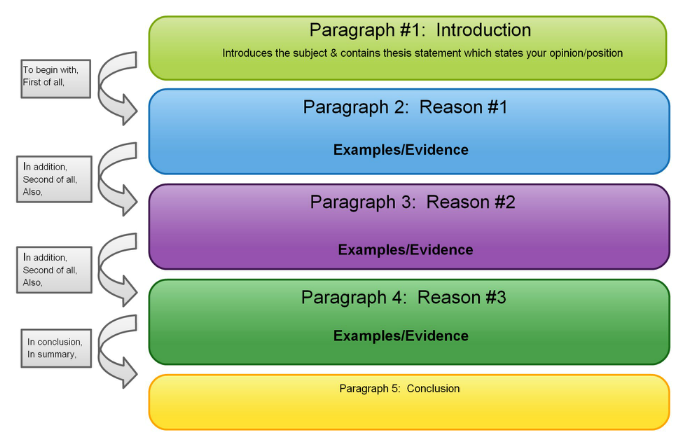 Paragraph #1:  Introduction
Introduces the subject & contains thesis statement which states your opinion/position
To begin with,
First of all,
Paragraph 2:  Reason #1
Examples/Evidence
In addition,
Second of all,
Also,
Paragraph 3:  Reason #2
Examples/Evidence
In addition,
Second of all,
Also,
Paragraph 4:  Reason #3
Examples/Evidence
In conclusion,
In summary,
Paragraph 5:  Conclusion